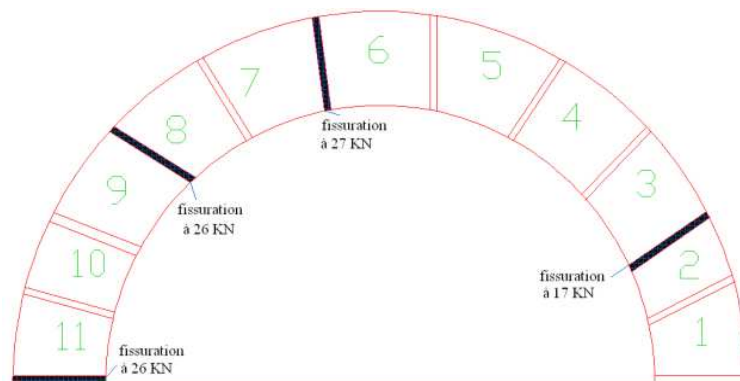 6
5
7
4
8
fissuration
à 27 KN
3
9
fissuration
à 26 KN
2
10
fissuration
à 17 KN
1
11
fissuration
à 26 KN